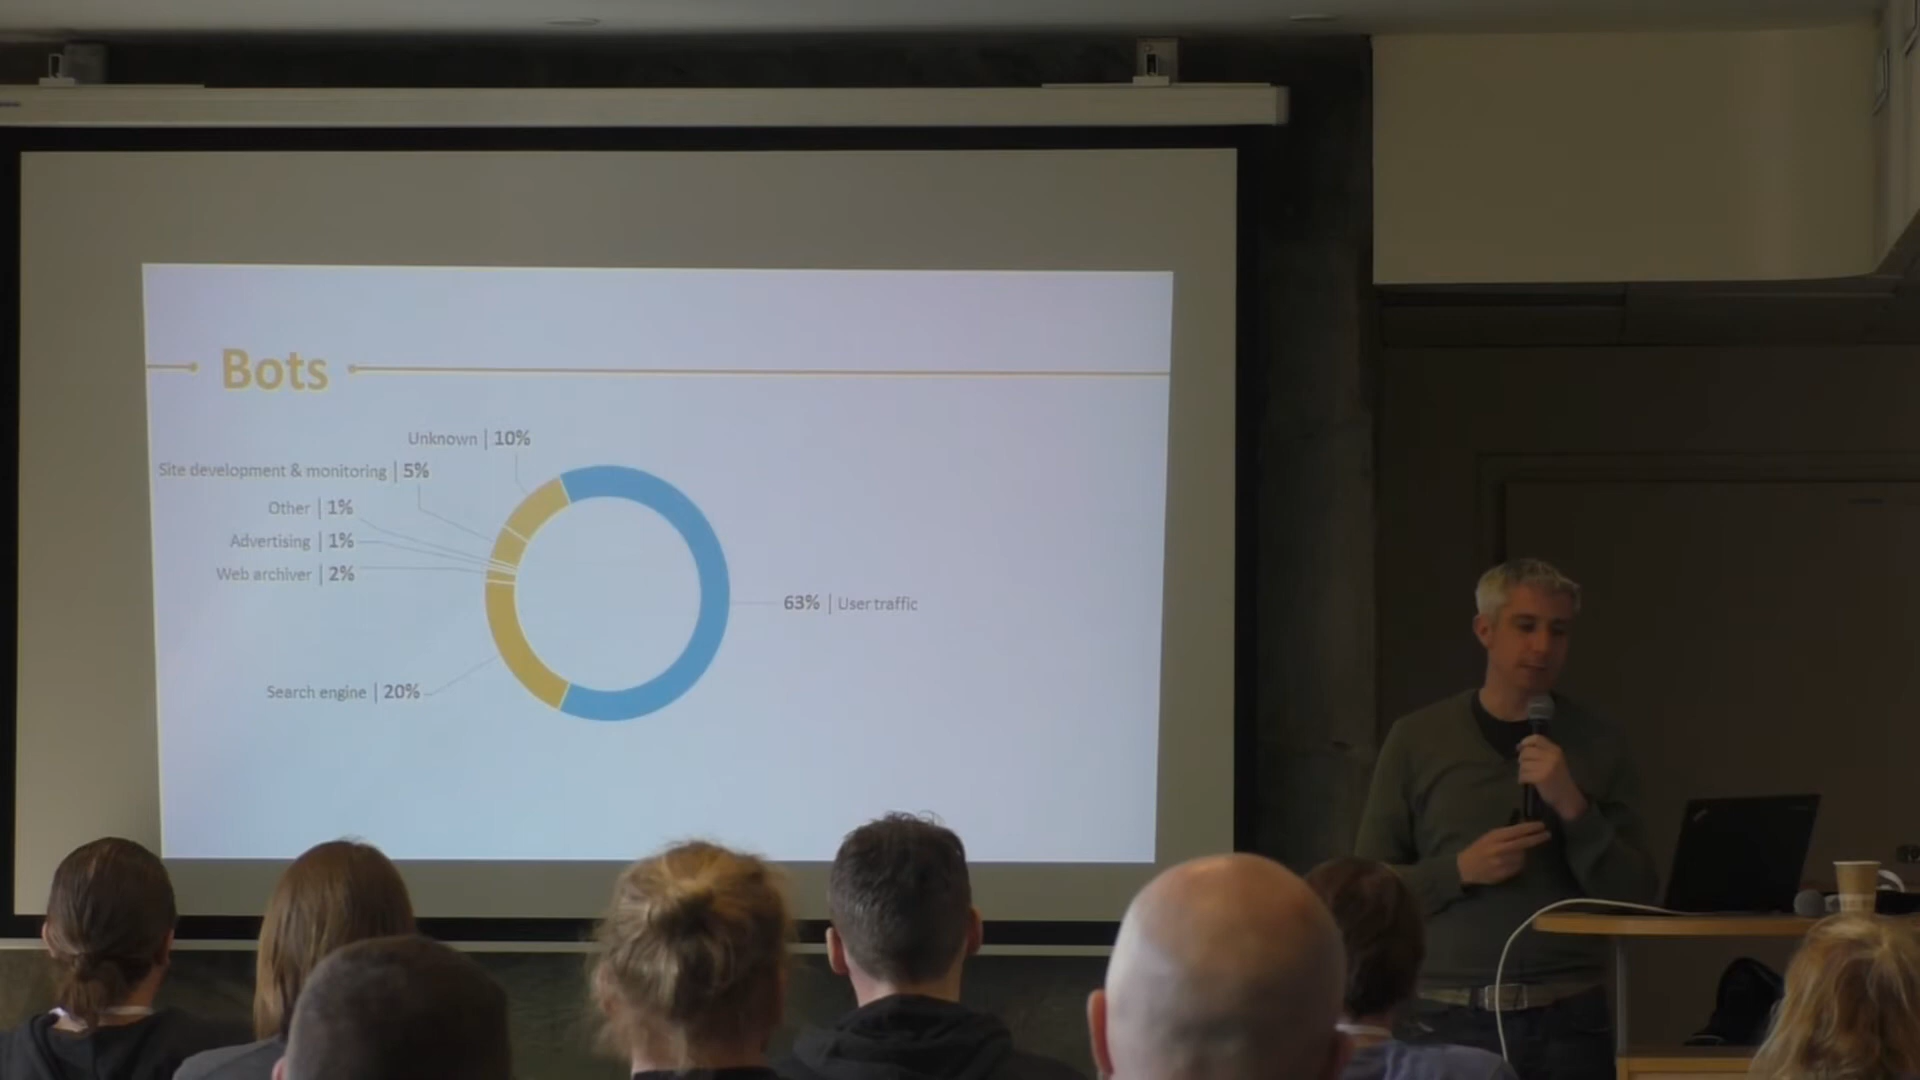 Bots
Unknown | 10%
Site development & monitoring | 5%
Other | 1%
Advertising | 1%
Web archiver | 2%
63% | User traffic
Search engine | 20%